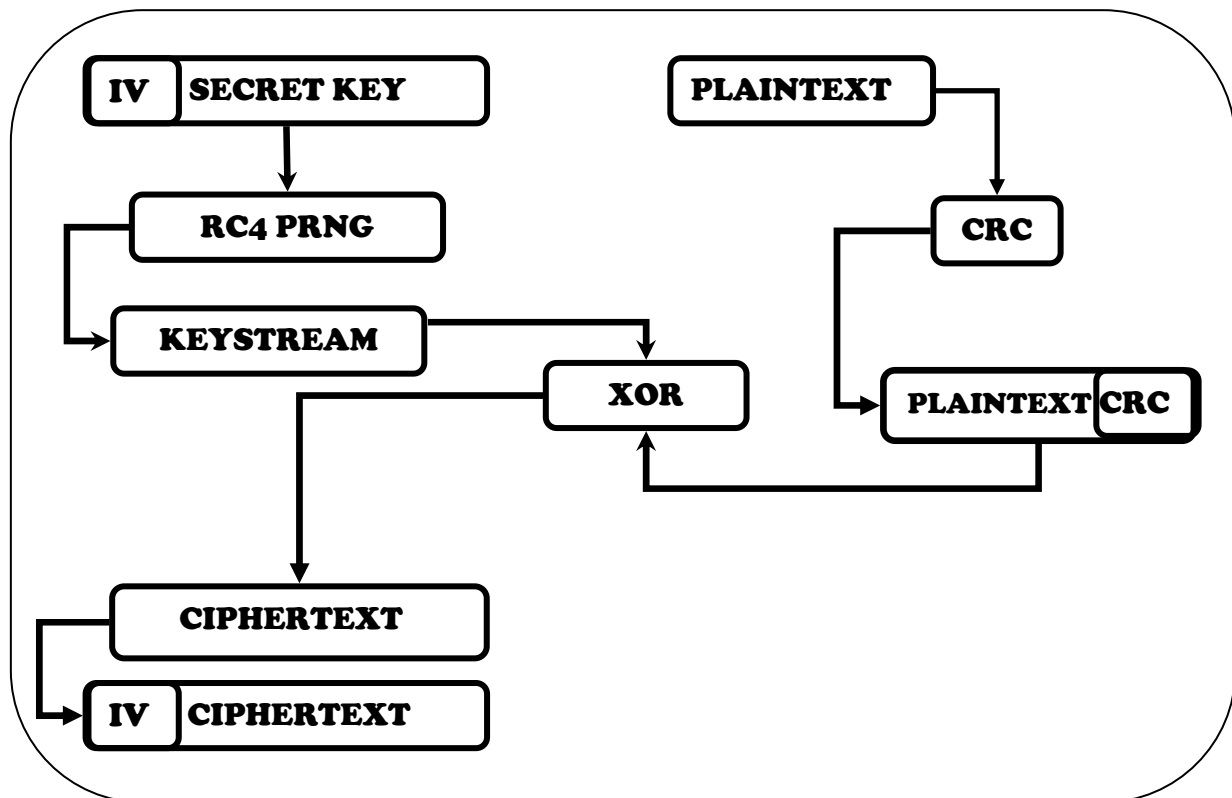 IV SECRET KEY
PLAINTEXT
RC4 PRNG
CRC
KEYSTREAM
XOR
PLAINTEXT CRC
CIPHERTEXT
IV CIPHERTEXT